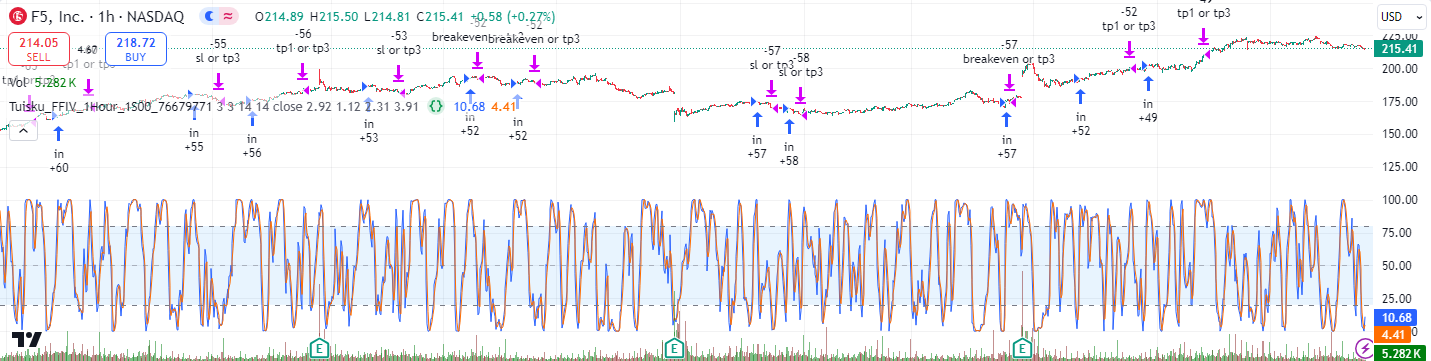 F5, Inc. · 1h · NASDAQ
O214.89 H215.50 L214.81 C215.41 +0.58 (+0.27%)
USD
214.05
SELL
218.72
BUY
Vol
5.282 K
Tuisku_FFIV_1Hour_1S00_76679771 3 3 14 14 close 2.92 1.12 2.31 3.91 {} 10.68 4.41
-55
sl or tp3
-56
tp1 or tp3
-53
sl or tp3
-52
breakeven or tp3
-52
breakeven or tp3
-57
sl or tp3
-58
sl or tp3
-57
breakeven or tp3
-52
tp1 or tp3
tp1 or tp3
in
+60
in
+55
in
+56
in
+53
in
+52
in
+52
in
+57
in
+58
in
+57
in
+52
in
+49
215.41
200.00
175.00
150.00
125.00
100.00
75.00
50.00
25.00
10.68
4.41
5.282 K
E
E
E